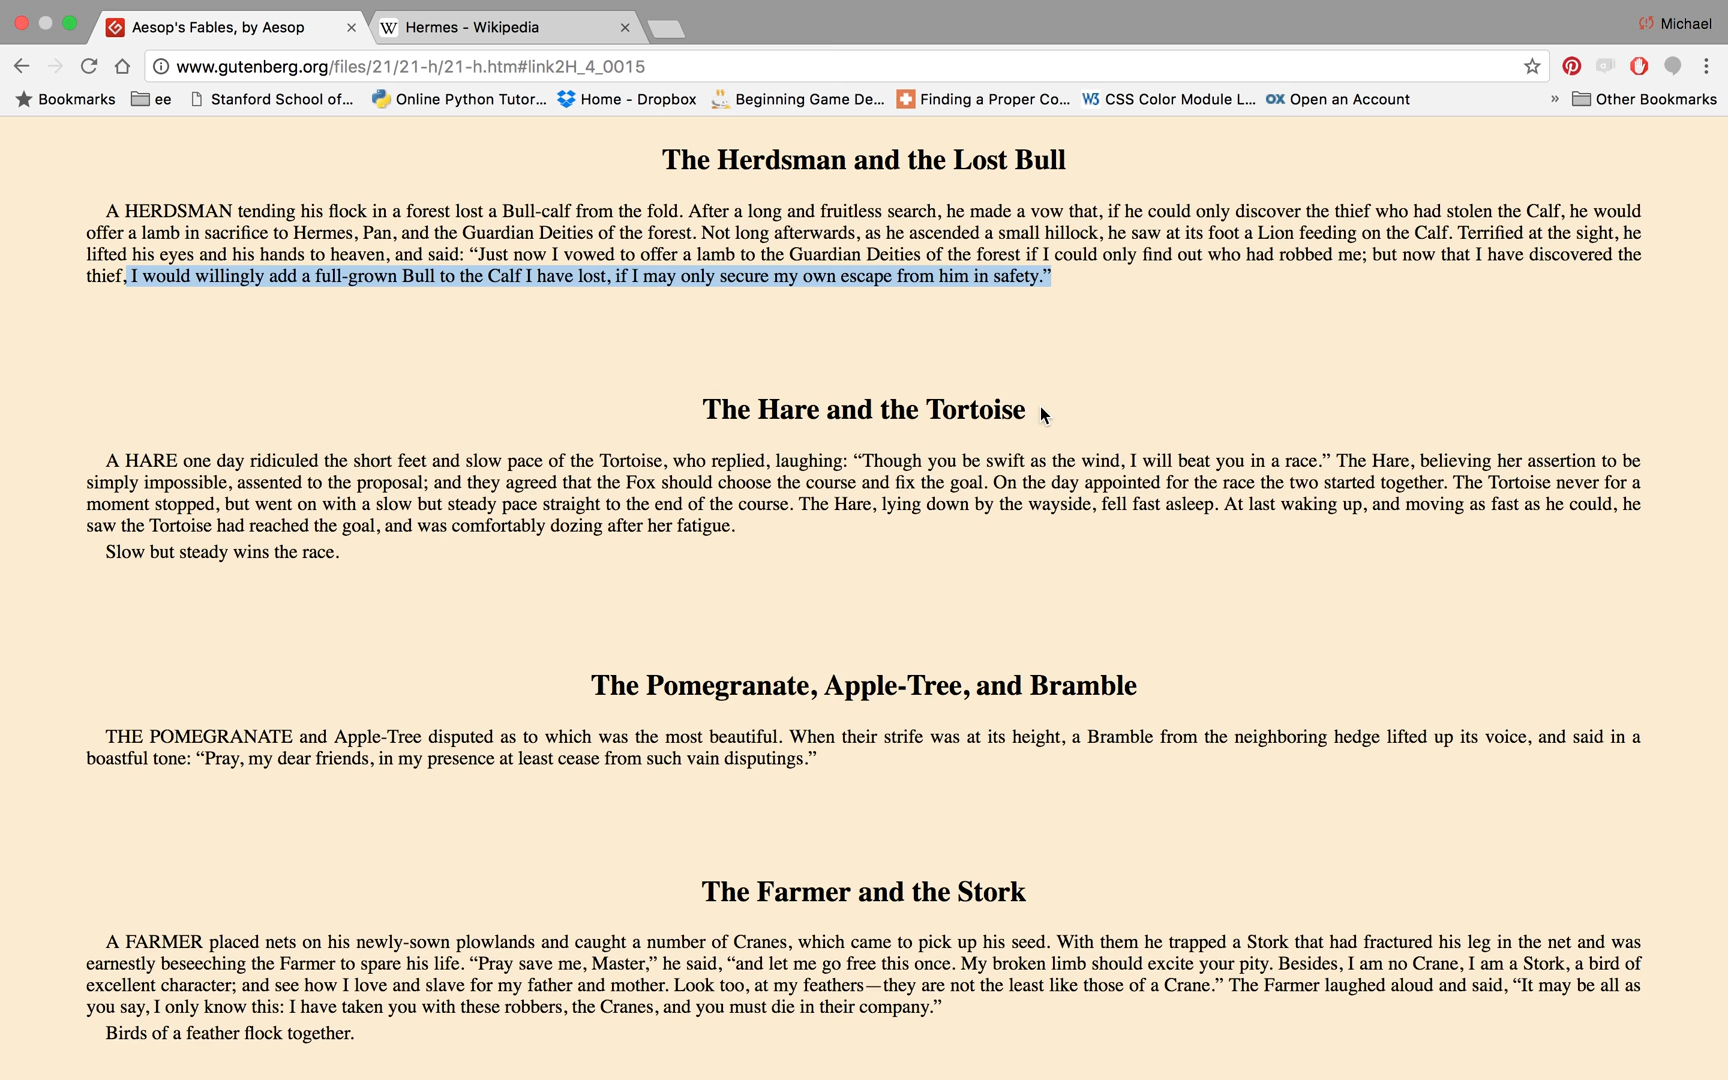 Aesop's Fables, by Aesop
Hermes - Wikipedia
Michael
www.gutenberg.org/files/21/21-h/21-h.htm#link2H_4_0015
Bookmarks ee Stanford School of... Online Python Tutor... Home - Dropbox Beginning Game De... Finding a Proper Co... W3 CSS Color Module L... OX Open an Account » Other Bookmarks
The Herdsman and the Lost Bull
A HERDSMAN tending his flock in a forest lost a Bull-calf from the fold. After a long and fruitless search, he made a vow that, if he could only discover the thief who had stolen the Calf, he would
offer a lamb in sacrifice to Hermes, Pan, and the Guardian Deities of the forest. Not long afterwards, as he ascended a small hillock, he saw at its foot a Lion feeding on the Calf. Terrified at the sight, he
lifted his eyes and his hands to heaven, and said: “Just now I vowed to offer a lamb to the Guardian Deities of the forest if I could only find out who had robbed me; but now that I have discovered the
thief, I would willingly add a full-grown Bull to the Calf I have lost, if I may only secure my own escape from him in safety.”
The Hare and the Tortoise
A HARE one day ridiculed the short feet and slow pace of the Tortoise, who replied, laughing: “Though you be swift as the wind, I will beat you in a race.” The Hare, believing her assertion to be
simply impossible, assented to the proposal; and they agreed that the Fox should choose the course and fix the goal. On the day appointed for the race the two started together. The Tortoise never for a
moment stopped, but went on with a slow but steady pace straight to the end of the course. The Hare, lying down by the wayside, fell fast asleep. At last waking up, and moving as fast as he could, he
saw the Tortoise had reached the goal, and was comfortably dozing after her fatigue.
Slow but steady wins the race.
The Pomegranate, Apple-Tree, and Bramble
THE POMEGRANATE and Apple-Tree disputed as to which was the most beautiful. When their strife was at its height, a Bramble from the neighboring hedge lifted up its voice, and said in a
boastful tone: “Pray, my dear friends, in my presence at least cease from such vain disputings.”
The Farmer and the Stork
A FARMER placed nets on his newly-sown plowlands and caught a number of Cranes, which came to pick up his seed. With them he trapped a Stork that had fractured his leg in the net and was
earnestly beseeching the Farmer to spare his life. “Pray save me, Master,” he said, “and let me go free this once. My broken limb should excite your pity. Besides, I am no Crane, I am a Stork, a bird of
excellent character; and see how I love and slave for my father and mother. Look too, at my feathers—they are not the least like those of a Crane.” The Farmer laughed aloud and said, “It may be all as
you say, I only know this: I have taken you with these robbers, the Cranes, and you must die in their company.”
Birds of a feather flock together.